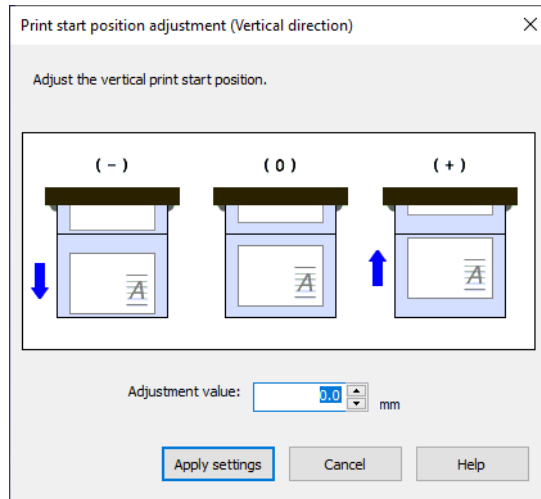 Print start position adjustment (Vertical direction)
Adjust the vertical print start position.
( - ) ( 0 ) ( + )
A A A
Adjustment value: 0.0 mm
Apply settings Cancel Help